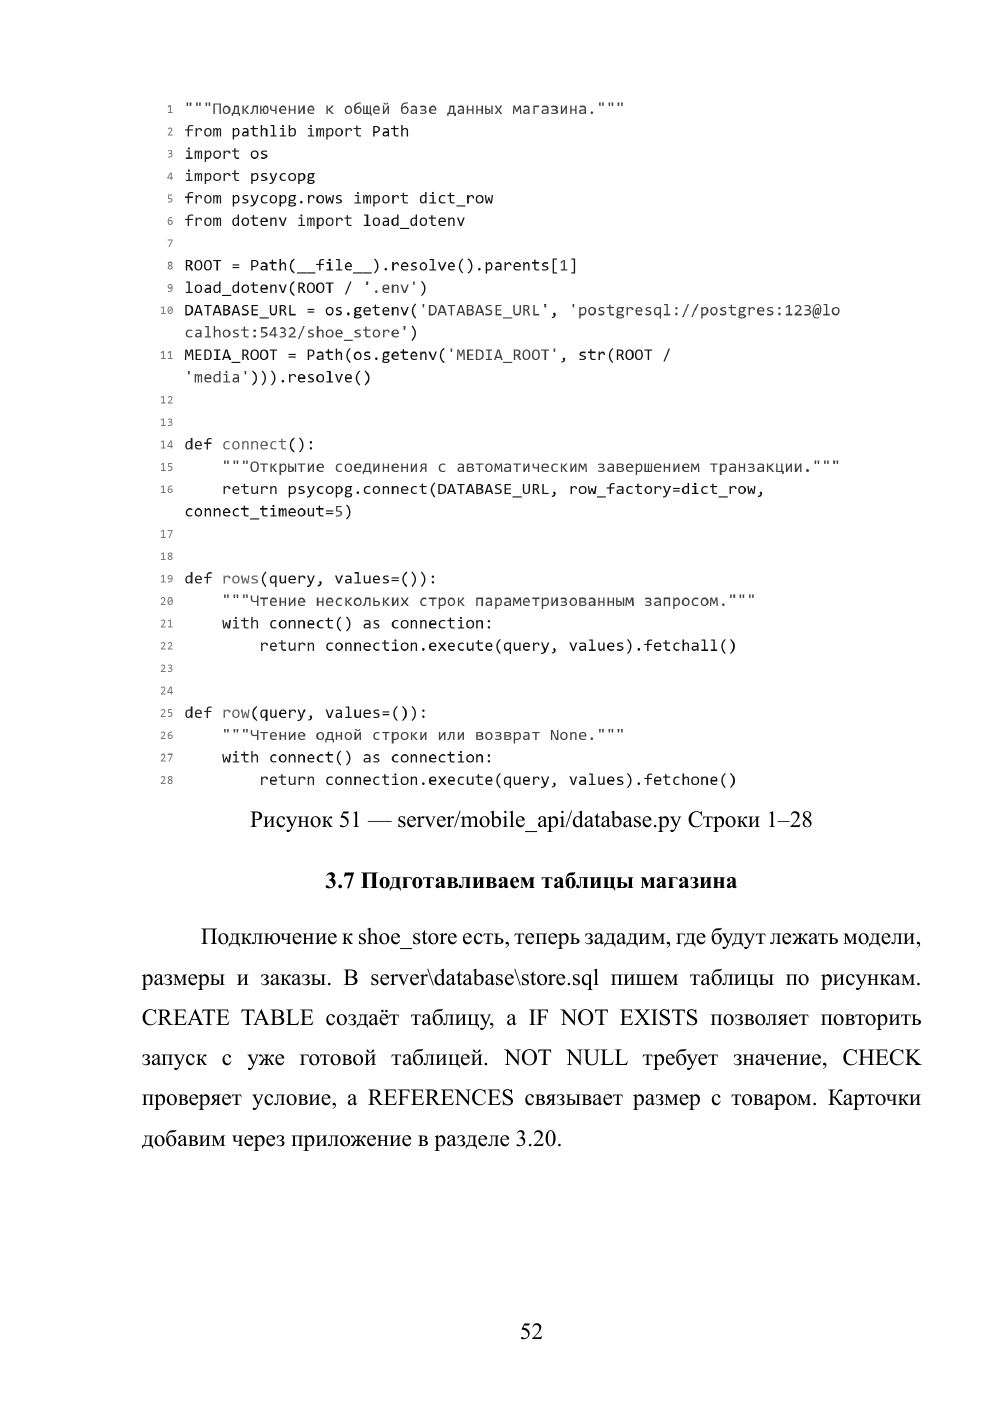 1 """Подключение к общей базе данных магазина."""
2 from pathlib import Path
3 import os
4 import psycopg
5 from psycopg.rows import dict_row
6 from dotenv import load_dotenv
7
8 ROOT = Path(__file__).resolve().parents[1]
9 load_dotenv(ROOT / '.env')
10 DATABASE_URL = os.getenv('DATABASE_URL', 'postgresql://postgres:123@lo
calhost:5432/shoe_store')
11 MEDIA_ROOT = Path(os.getenv('MEDIA_ROOT', str(ROOT /
'media'))).resolve()
12
13
14 def connect():
15     """Открытие соединения с автоматическим завершением транзакции."""
16     return psycopg.connect(DATABASE_URL, row_factory=dict_row,
connect_timeout=5)
17
18
19 def rows(query, values=()):
20     """Чтение нескольких строк параметризованным запросом."""
21     with connect() as connection:
22         return connection.execute(query, values).fetchall()
23
24
25 def row(query, values=()):
26     """Чтение одной строки или возврат None."""
27     with connect() as connection:
28         return connection.execute(query, values).fetchone()
Рисунок 51 — server/mobile_api/database.py Строки 1–28
3.7 Подготавливаем таблицы магазина
Подключение к shoe_store есть, теперь зададим, где будут лежать модели,
размеры и заказы. В server\database\store.sql пишем таблицы по рисункам.
CREATE TABLE создаёт таблицу, а IF NOT EXISTS позволяет повторить
запуск с уже готовой таблицей. NOT NULL требует значение, CHECK
проверяет условие, а REFERENCES связывает размер с товаром. Карточки
добавим через приложение в разделе 3.20.
52